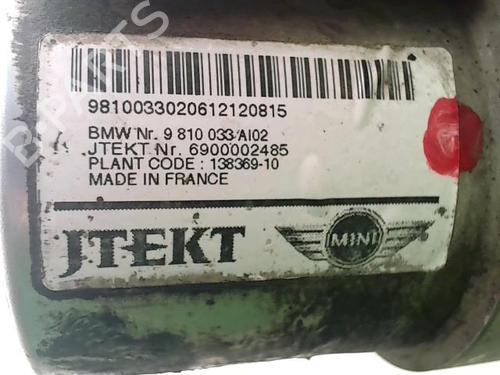 9810033020612120815
BMW Nr. 9 810 033 AI02
JTEKT Nr. 6900002485
PLANT CODE : 138369-10
MADE IN FRANCE
JTEKT
MINI
B-PARTS